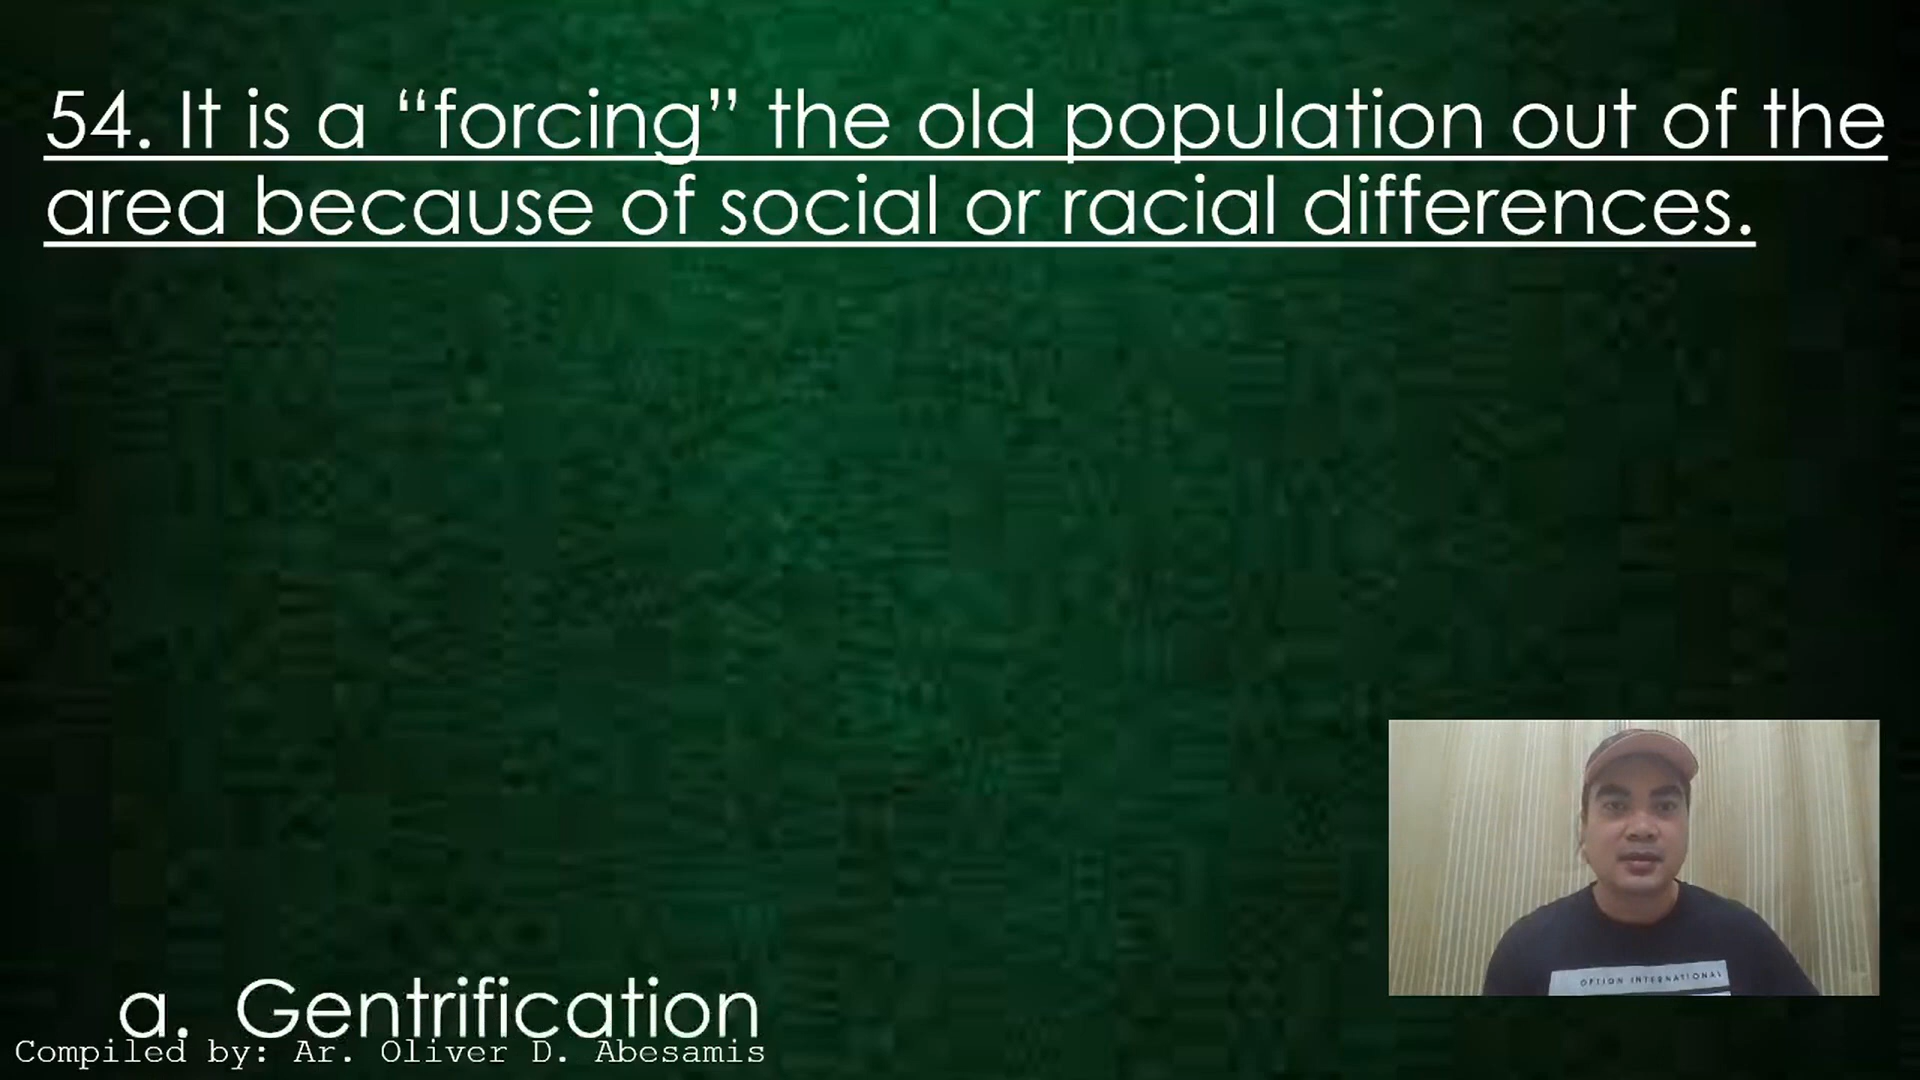 54. It is a “forcing” the old population out of the
area because of social or racial differences.
OPTION INTERNATIONAL
a. Gentrification
Compiled by: Ar. Oliver D. Abesamis